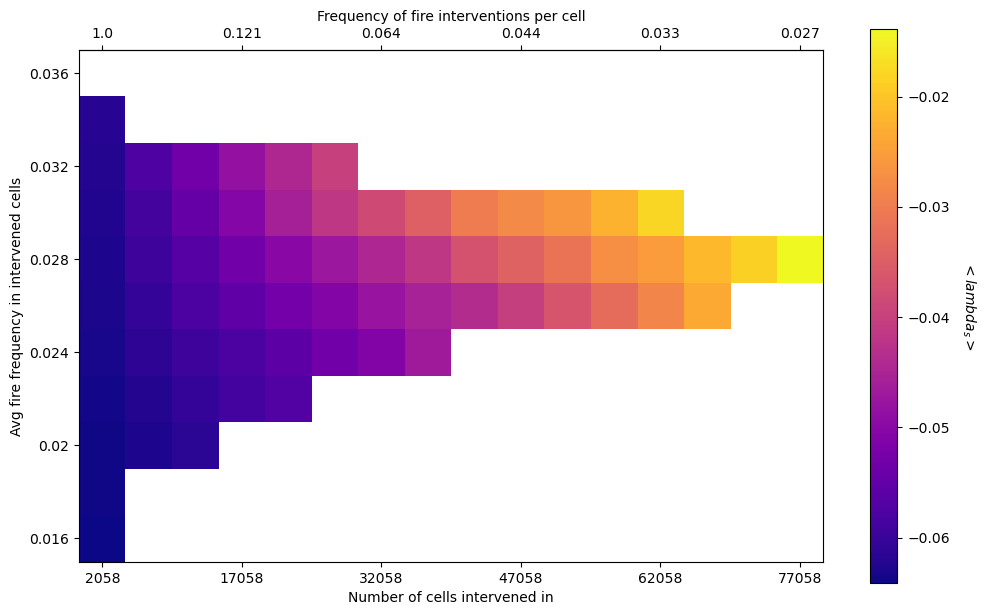 Frequency of fire interventions per cell
1.0 0.121 0.064 0.044 0.033 0.027
0.036
0.032
0.028
0.024
0.02
0.016
Avg fire frequency in intervened cells
2058 17058 32058 47058 62058 77058
Number of cells intervened in
−0.02
−0.03
−0.04
−0.05
−0.06
< lambda_s >